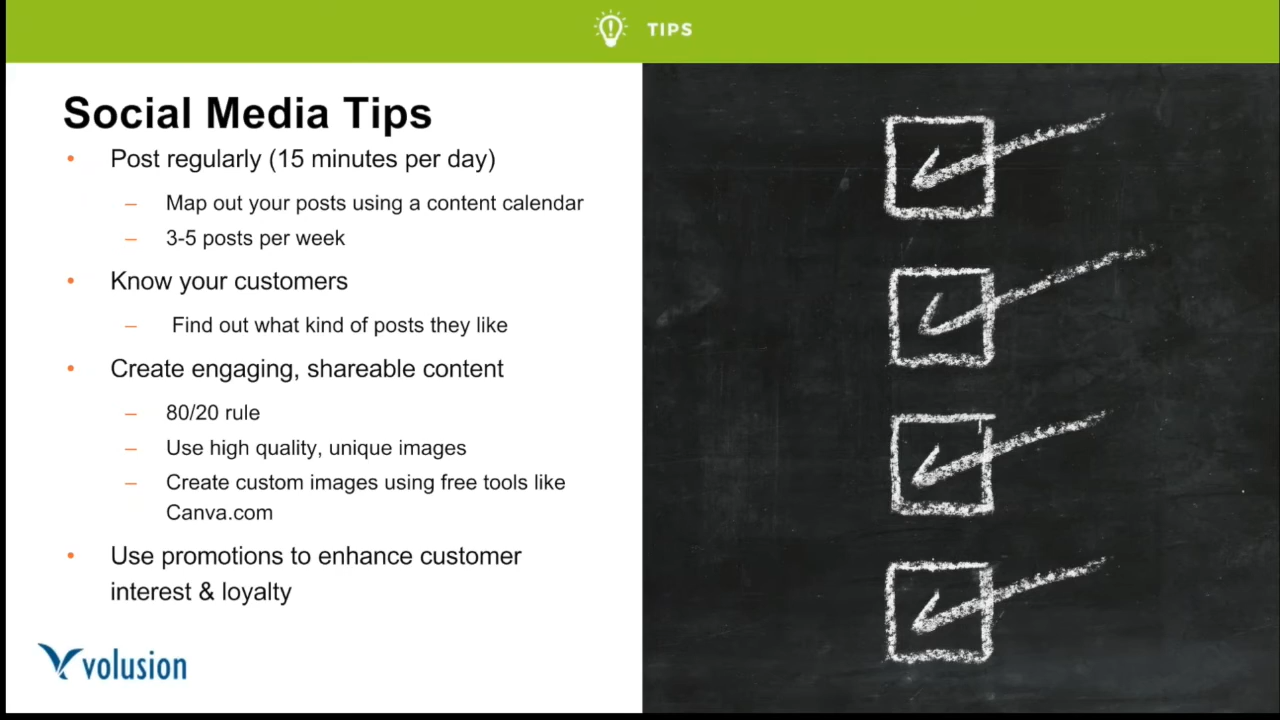 TIPS
Social Media Tips
• Post regularly (15 minutes per day)
– Map out your posts using a content calendar
– 3-5 posts per week
• Know your customers
– Find out what kind of posts they like
• Create engaging, shareable content
– 80/20 rule
– Use high quality, unique images
– Create custom images using free tools like
Canva.com
• Use promotions to enhance customer
interest & loyalty
volusion